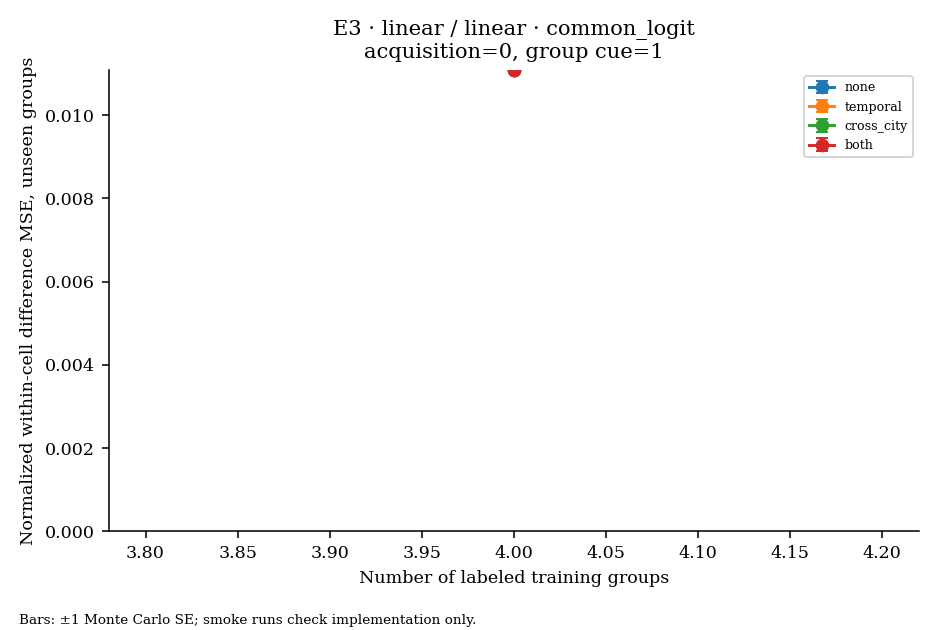 E3 · linear / linear · common_logit
acquisition=0, group cue=1
Normalized within-cell difference MSE, unseen groups
0.010
0.008
0.006
0.004
0.002
0.000
none
temporal
cross_city
both
3.80 3.85 3.90 3.95 4.00 4.05 4.10 4.15 4.20
Number of labeled training groups
Bars: ±1 Monte Carlo SE; smoke runs check implementation only.